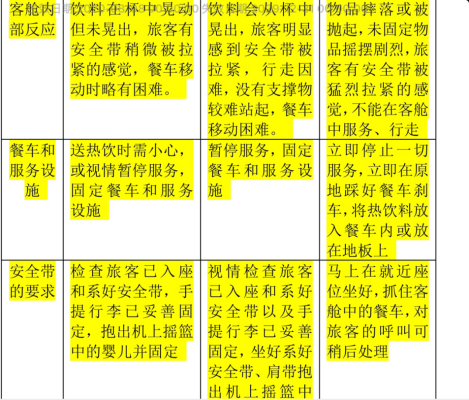 客舱内
部反应
饮料在杯中晃动
但未晃出，旅客有
安全带稍微被拉
紧的感觉，餐车移
动时略有困难。
饮料会从杯中
晃出，旅客明显
感到安全带被
拉紧，行走因
难，没有支撑物
较难站起，餐车
移动困难。
物品摔落或被
抛起，未固定物
品摇摆剧烈，旅
客有安全带被
猛烈拉紧的感
觉，不能在客舱
中服务、行走
餐车和
服务设
施
送热饮时需小心，
或视情暂停服务，
固定餐车和服务
设施
暂停服务，固定
餐车和服务设
施
立即停止一切
服务，立即在原
地踩好餐车刹
车，将热饮料放
入餐车内或放
在地板上
安全带
的要求
检查旅客已入座
和系好安全带，手
提行李已妥善固
定，抱出机上摇篮
中的婴儿并固定
视情检查旅客
已入座和系好
安全带以及手
提行李已妥善
固定，坐好系好
安全带、肩带抱
出机上摇篮中
马上在就近座
位坐好，抓住客
舱中的餐车，对
旅客的呼叫可
稍后处理